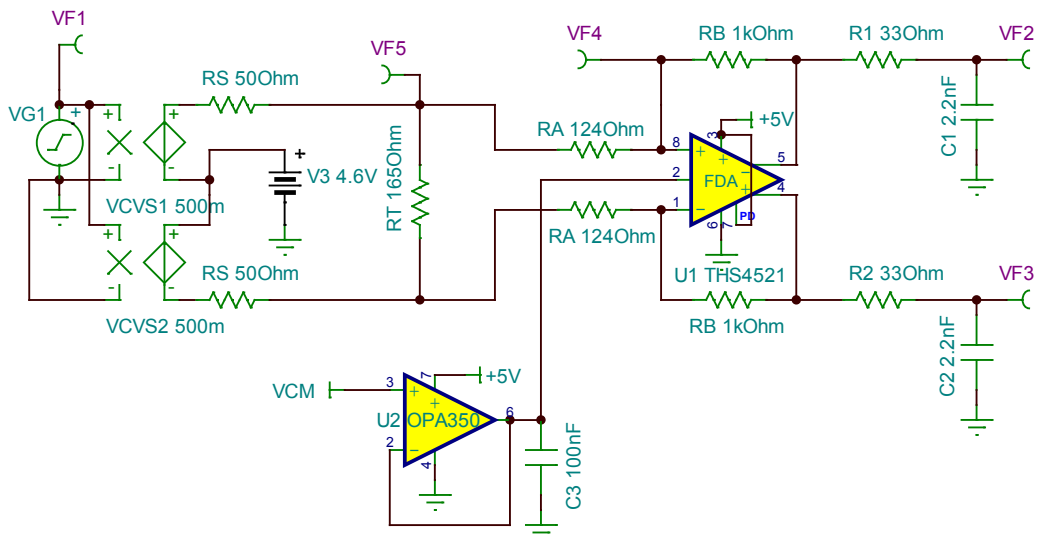 VF1
VG1
+
+
-
+
-
VCVS1 500m
+
-
+
-
VCVS2 500m
RS 50Ohm
RS 50Ohm
+
V3 4.6V
VF5
RT 165Ohm
RA 124Ohm
RA 124Ohm
VF4
RB 1kOhm
R1 33Ohm
VF2
C1 2.2nF
+5V
8
2
1
3
5
4
6
7
+
+
-
-
+
FDA
PD
U1 THS4521
RB 1kOhm
R2 33Ohm
VF3
C2 2.2nF
VCM
3
2
7
6
4
+
+
-
+5V
U2 OPA350
C3 100nF